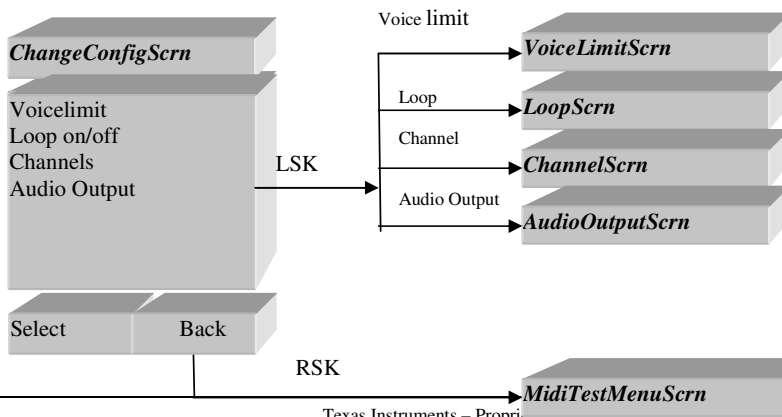 Voice limit
ChangeConfigScrn
VoiceLimitScrn
Voicelimit
Loop on/off
Channels
Audio Output
LSK
Loop
LoopScrn
Channel
ChannelScrn
Audio Output
AudioOutputScrn
Select
Back
RSK
MidiTestMenuScrn
Texas Instruments –